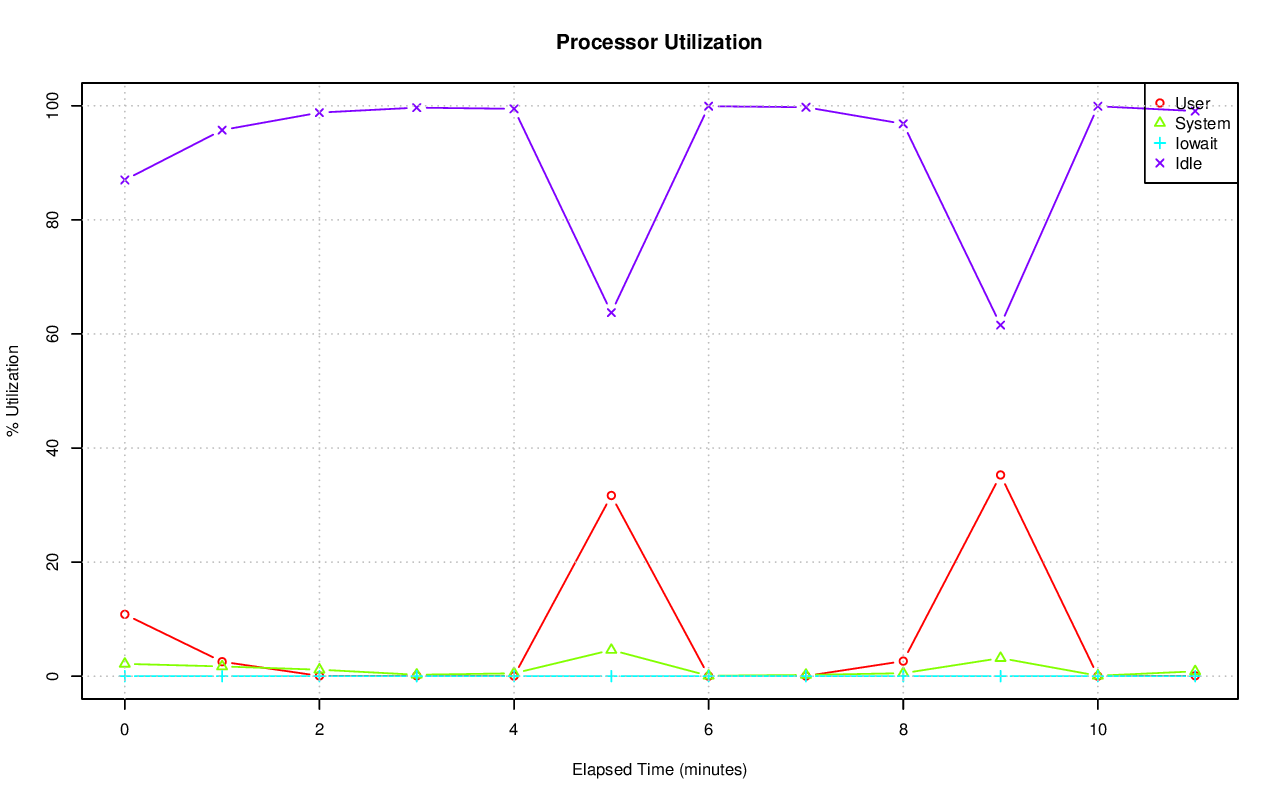 Processor Utilization
100
80
60
40
20
0
% Utilization
User
System
Iowait
Idle
0 2 4 6 8 10
Elapsed Time (minutes)